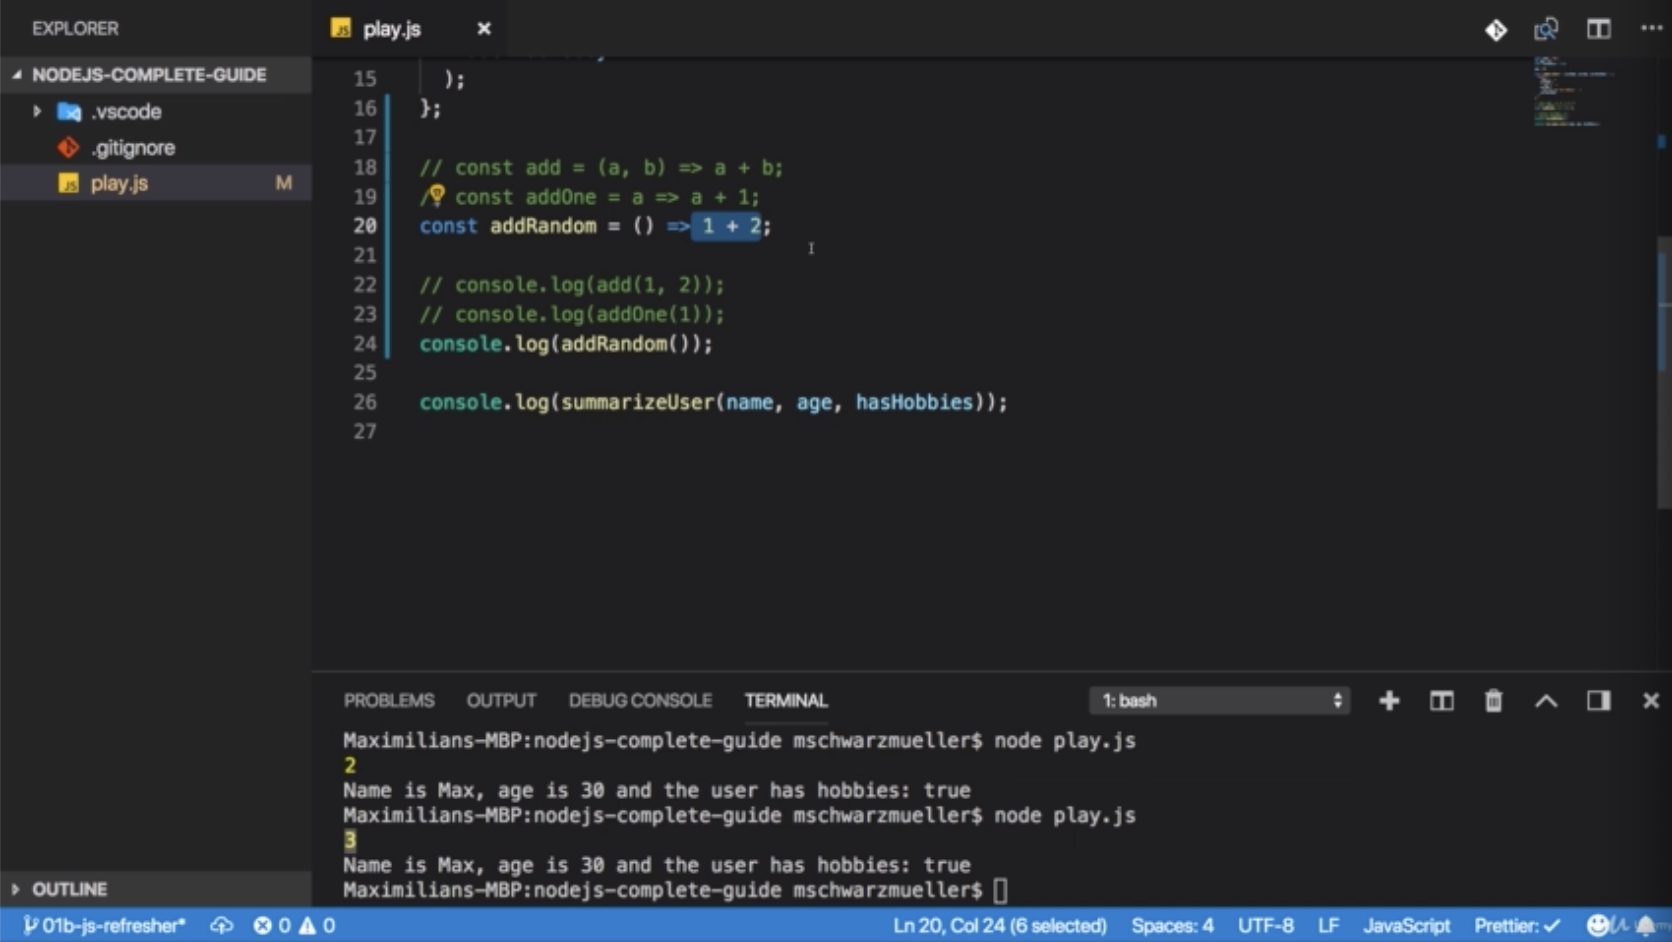 EXPLORER
play.js
NODEJS-COMPLETE-GUIDE
.vscode
.gitignore
play.js M
15 );
16 };
17
18 // const add = (a, b) => a + b;
19 / const addOne = a => a + 1;
20 const addRandom = () => 1 + 2;
21
22 // console.log(add(1, 2));
23 // console.log(addOne(1));
24 console.log(addRandom());
25
26 console.log(summarizeUser(name, age, hasHobbies));
27
PROBLEMS OUTPUT DEBUG CONSOLE TERMINAL 1: bash
Maximilians-MBP:nodejs-complete-guide mschwarzmueller$ node play.js
2
Name is Max, age is 30 and the user has hobbies: true
Maximilians-MBP:nodejs-complete-guide mschwarzmueller$ node play.js
3
Name is Max, age is 30 and the user has hobbies: true
Maximilians-MBP:nodejs-complete-guide mschwarzmueller$
OUTLINE
01b-js-refresher* 0 0 Ln 20, Col 24 (6 selected) Spaces: 4 UTF-8 LF JavaScript Prettier: ✓